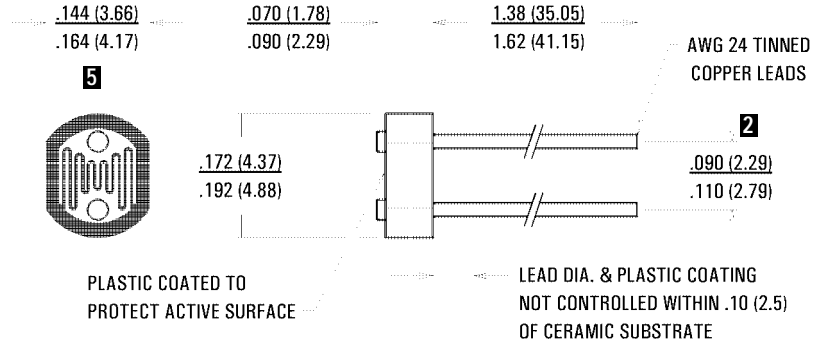 .144 (3.66)
.164 (4.17)
.070 (1.78)
.090 (2.29)
1.38 (35.05)
1.62 (41.15)
AWG 24 TINNED
COPPER LEADS
5
2
.172 (4.37)
.192 (4.88)
.090 (2.29)
.110 (2.79)
PLASTIC COATED TO
PROTECT ACTIVE SURFACE
LEAD DIA. & PLASTIC COATING
NOT CONTROLLED WITHIN .10 (2.5)
OF CERAMIC SUBSTRATE